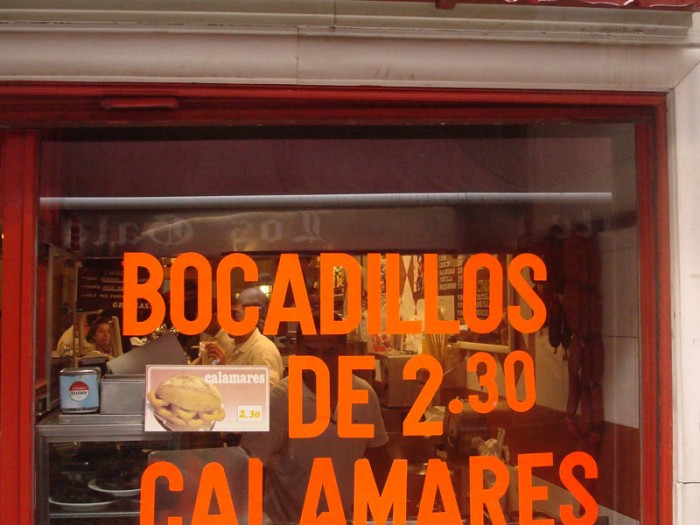 BOCADILLOS
DE 2.30
calamares
2.30
CALAMARES